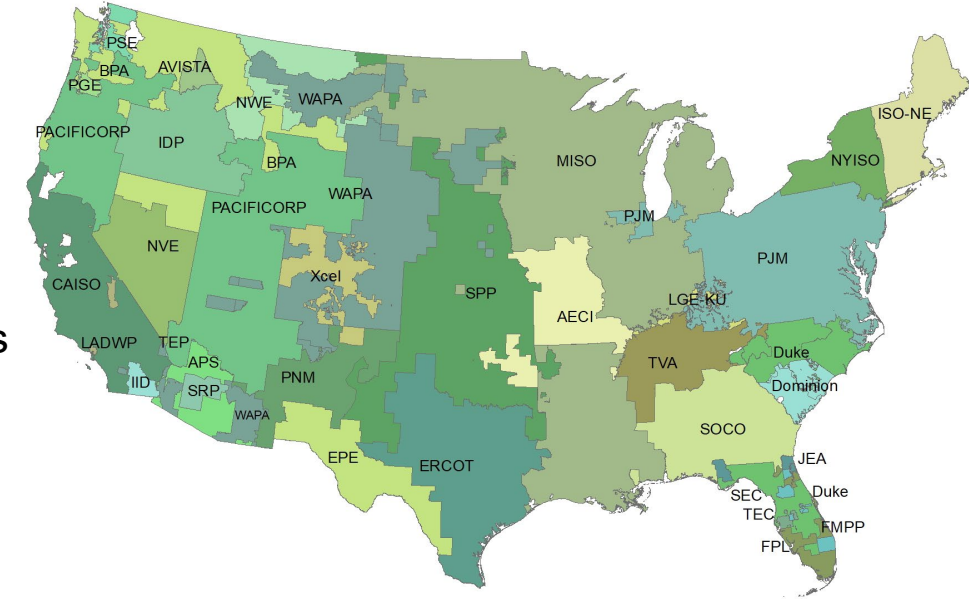 PSE
BPA
AVISTA
PGE
NWE
WAPA
ISO-NE
PACIFICORP
IDP
BPA
MISO
NYISO
WAPA
PACIFICORP
PJM
NVE
PJM
Xcel
CAISO
SPP
LGE-KU
AECI
LADWP
TEP
s
APS
TVA
Duke
IID
SRP
PNM
Dominion
WAPA
SOCO
EPE
ERCOT
JEA
SEC
Duke
TEC
FMPP
FPL